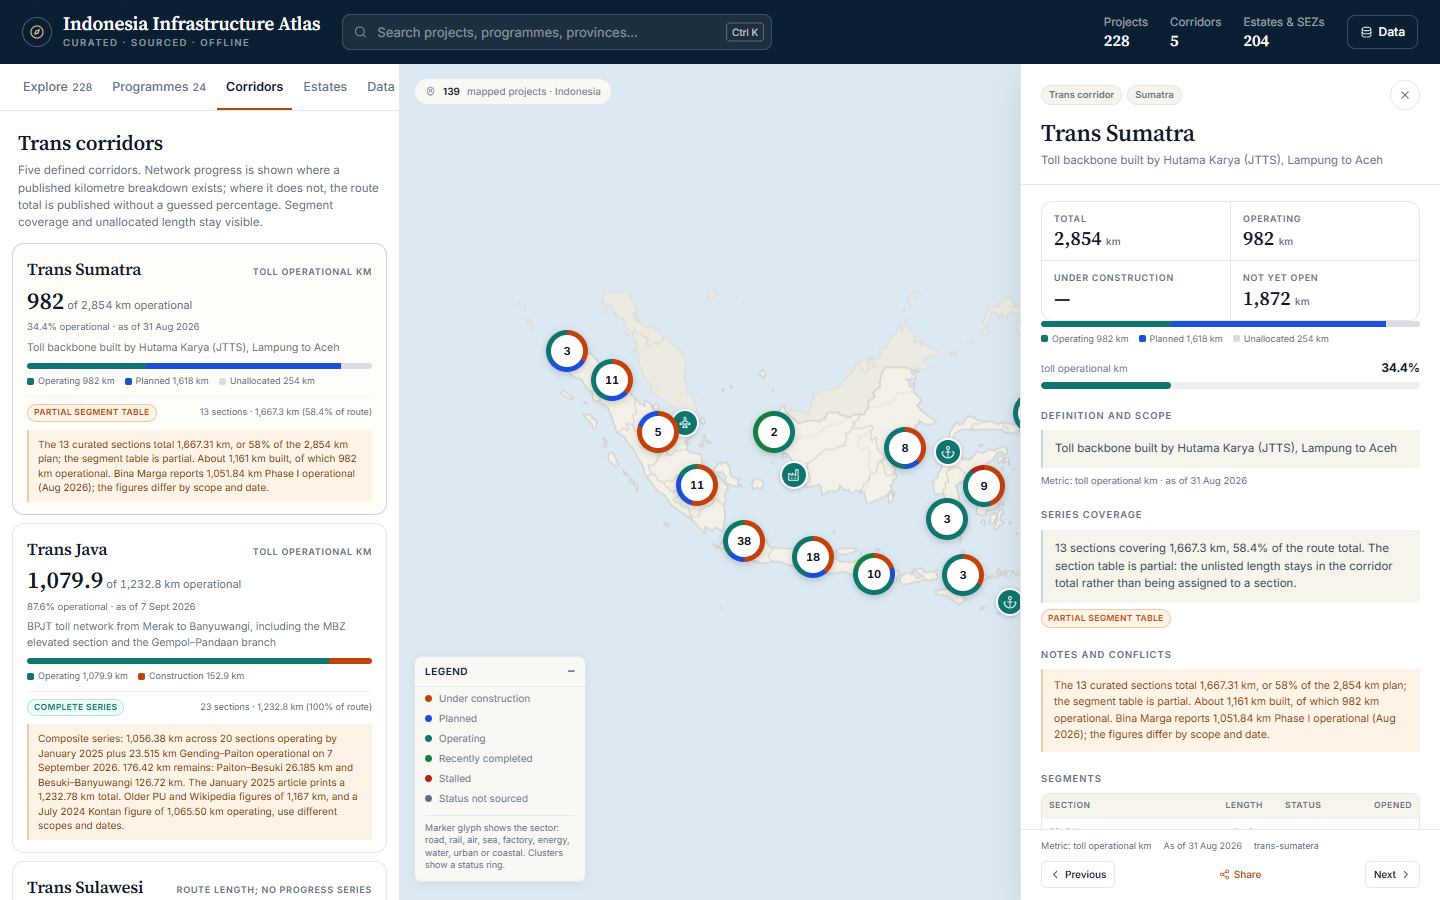 Indonesia Infrastructure Atlas
CURATED · SOURCED · OFFLINE
Search projects, programmes, provinces...
Ctrl K
Projects
228
Corridors
5
Estates & SEZs
204
Data
Explore 228
Programmes 24
Corridors
Estates
Data
Trans corridors
Five defined corridors. Network progress is shown where a
published kilometre breakdown exists; where it does not, the route
total is published without a guessed percentage. Segment
coverage and unallocated length stay visible.
Trans Sumatra
TOLL OPERATIONAL KM
982 of 2,854 km operational
34.4% operational · as of 31 Aug 2026
Toll backbone built by Hutama Karya (JTTS), Lampung to Aceh
Operating 982 km
Planned 1,618 km
Unallocated 254 km
PARTIAL SEGMENT TABLE
13 sections · 1,667.3 km (58.4% of route)
The 13 curated sections total 1,667.31 km, or 58% of the 2,854 km
plan; the segment table is partial. About 1,161 km built, of which 982
km operational. Bina Marga reports 1,051.84 km Phase I operational
(Aug 2026); the figures differ by scope and date.
Trans Java
TOLL OPERATIONAL KM
1,079.9 of 1,232.8 km operational
87.6% operational · as of 7 Sept 2026
BPJT toll network from Merak to Banyuwangi, including the MBZ
elevated section and the Gempol–Pandaan branch
Operating 1,079.9 km
Construction 152.9 km
COMPLETE SERIES
23 sections · 1,232.8 km (100% of route)
Composite series: 1,056.38 km across 20 sections operating by
January 2025 plus 23.515 km Gending–Paiton operational on 7
September 2026. 176.42 km remains: Paiton–Besuki 26.185 km and
Besuki–Banyuwangi 126.72 km. The January 2025 article prints a
1,232.78 km total. Older PU and Wikipedia figures of 1,167 km, and a
July 2024 Kontan figure of 1,065.50 km operating, use different
scopes and dates.
Trans Sulawesi
ROUTE LENGTH; NO PROGRESS SERIES
139 mapped projects · Indonesia
3
11
5
2
8
11
9
3
38
18
10
3
LEGEND
Under construction
Planned
Operating
Recently completed
Stalled
Status not sourced
Marker glyph shows the sector:
road, rail, air, sea, factory, energy,
water, urban or coastal. Clusters
show a status ring.
Trans corridor
Sumatra
Trans Sumatra
Toll backbone built by Hutama Karya (JTTS), Lampung to Aceh
TOTAL
2,854 km
OPERATING
982 km
UNDER CONSTRUCTION
—
NOT YET OPEN
1,872 km
Operating 982 km
Planned 1,618 km
Unallocated 254 km
toll operational km
34.4%
DEFINITION AND SCOPE
Toll backbone built by Hutama Karya (JTTS), Lampung to Aceh
Metric: toll operational km · as of 31 Aug 2026
SERIES COVERAGE
13 sections covering 1,667.3 km, 58.4% of the route total. The
section table is partial: the unlisted length stays in the corridor
total rather than being assigned to a section.
PARTIAL SEGMENT TABLE
NOTES AND CONFLICTS
The 13 curated sections total 1,667.31 km, or 58% of the 2,854 km plan;
the segment table is partial. About 1,161 km built, of which 982 km
operational. Bina Marga reports 1,051.84 km Phase I operational (Aug
2026); the figures differ by scope and date.
SEGMENTS
SECTION
LENGTH
STATUS
OPENED
Metric: toll operational km
As of 31 Aug 2026
trans-sumatera
Previous
Share
Next